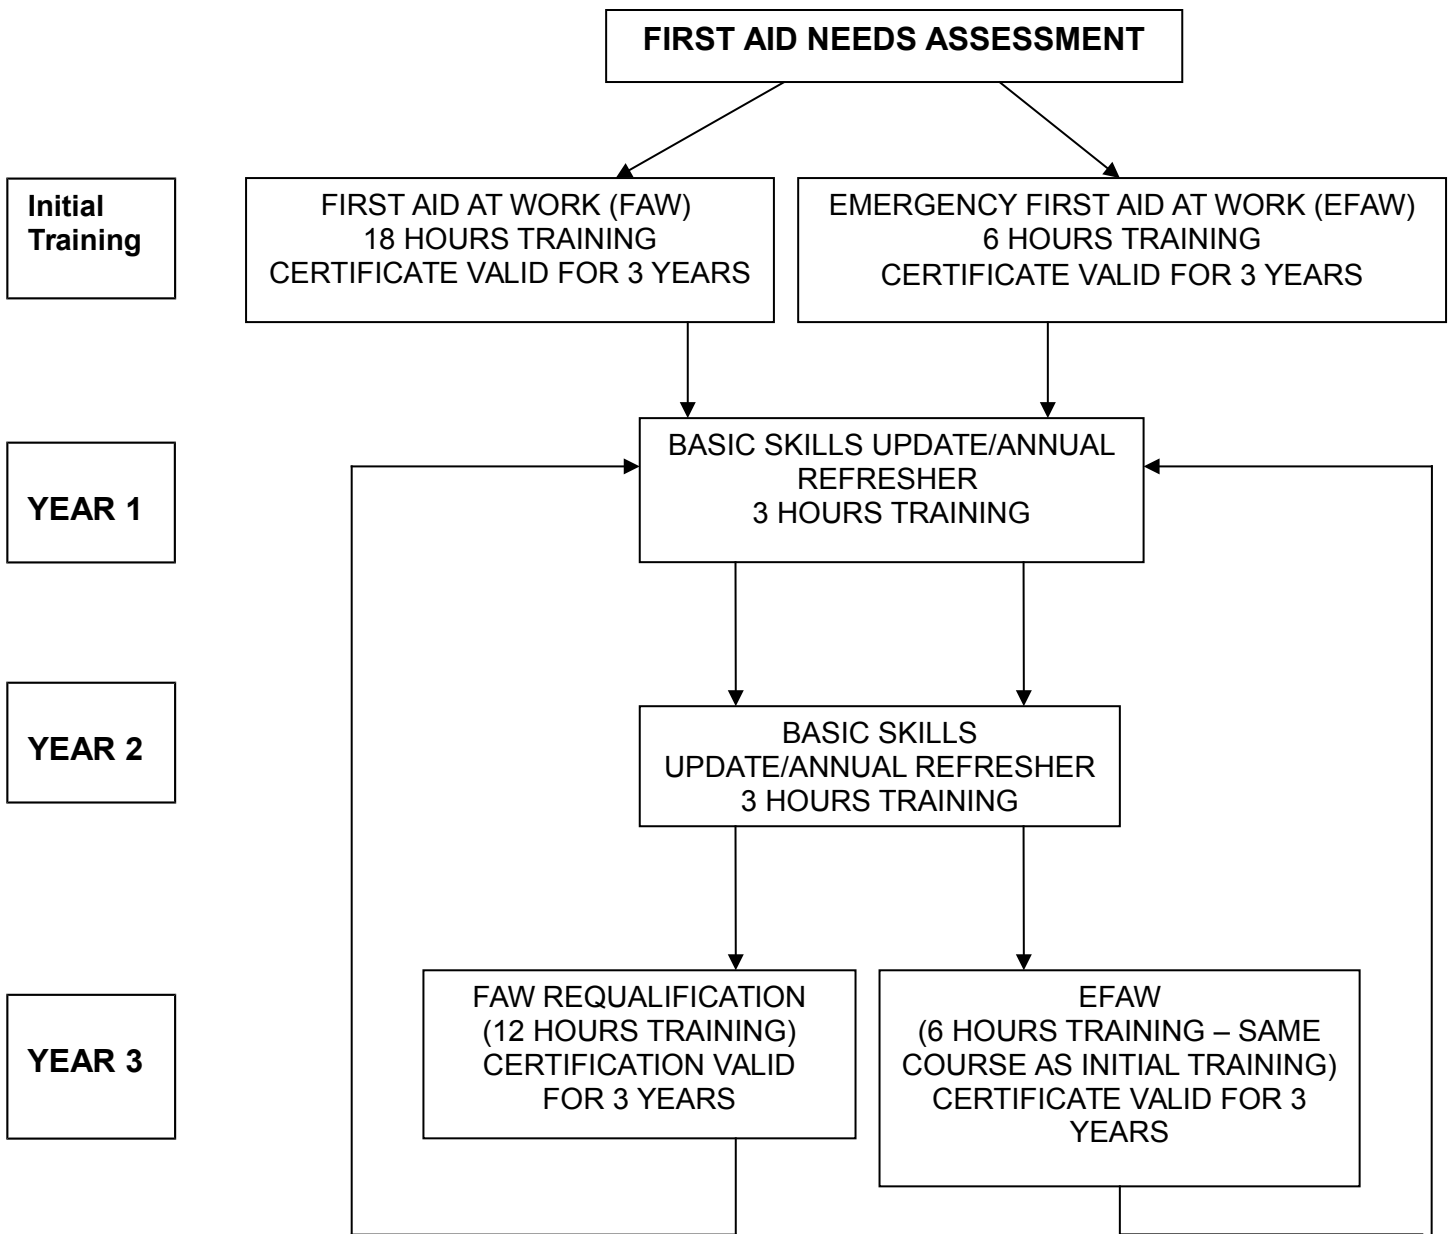 FIRST AID NEEDS ASSESSMENT
Initial
Training
FIRST AID AT WORK (FAW)
18 HOURS TRAINING
CERTIFICATE VALID FOR 3 YEARS
EMERGENCY FIRST AID AT WORK (EFAW)
6 HOURS TRAINING
CERTIFICATE VALID FOR 3 YEARS
YEAR 1
BASIC SKILLS UPDATE/ANNUAL
REFRESHER
3 HOURS TRAINING
YEAR 2
BASIC SKILLS
UPDATE/ANNUAL REFRESHER
3 HOURS TRAINING
YEAR 3
FAW REQUALIFICATION
(12 HOURS TRAINING)
CERTIFICATION VALID
FOR 3 YEARS
EFAW
(6 HOURS TRAINING – SAME
COURSE AS INITIAL TRAINING)
CERTIFICATE VALID FOR 3
YEARS